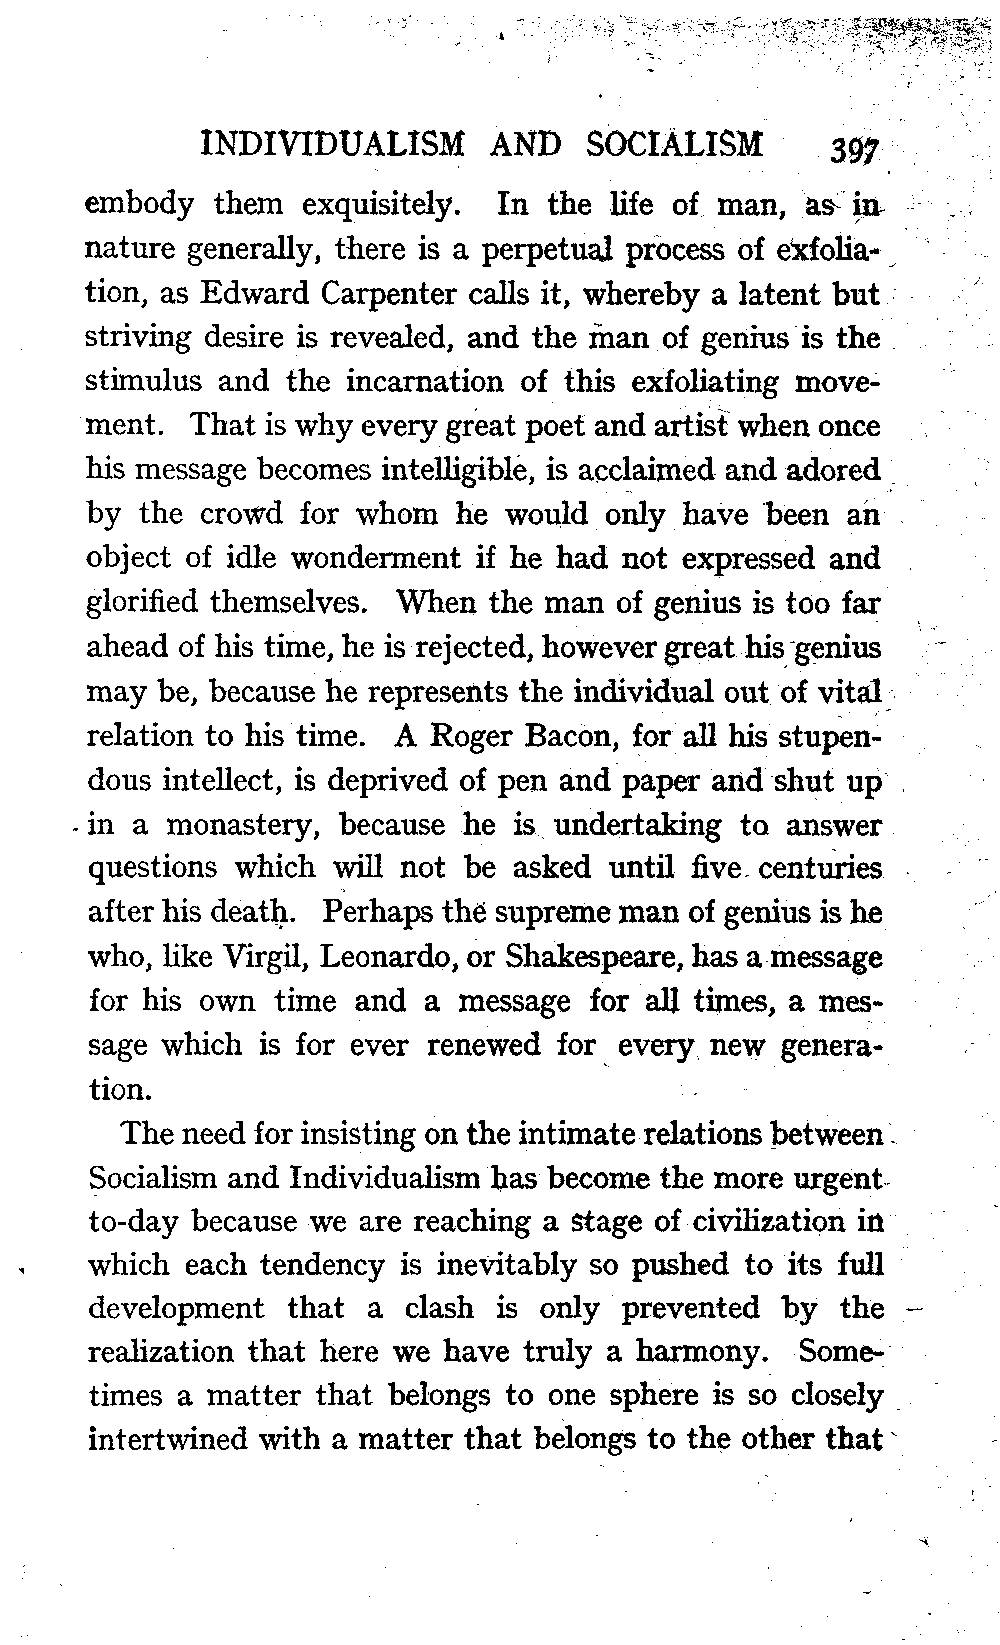 INDIVIDUALISM AND SOCIALISM 397
embody them exquisitely. In the life of man, as in
nature generally, there is a perpetual process of exfolia-
tion, as Edward Carpenter calls it, whereby a latent but
striving desire is revealed, and the man of genius is the
stimulus and the incarnation of this exfoliating move-
ment. That is why every great poet and artist when once
his message becomes intelligible, is acclaimed and adored
by the crowd for whom he would only have been an
object of idle wonderment if he had not expressed and
glorified themselves. When the man of genius is too far
ahead of his time, he is rejected, however great his genius
may be, because he represents the individual out of vital
relation to his time. A Roger Bacon, for all his stupen-
dous intellect, is deprived of pen and paper and shut up
in a monastery, because he is undertaking to answer
questions which will not be asked until five centuries
after his death. Perhaps the supreme man of genius is he
who, like Virgil, Leonardo, or Shakespeare, has a message
for his own time and a message for all times, a mes-
sage which is for ever renewed for every new genera-
tion.
The need for insisting on the intimate relations between
Socialism and Individualism has become the more urgent
to-day because we are reaching a stage of civilization in
which each tendency is inevitably so pushed to its full
development that a clash is only prevented by the
realization that here we have truly a harmony. Some-
times a matter that belongs to one sphere is so closely
intertwined with a matter that belongs to the other that